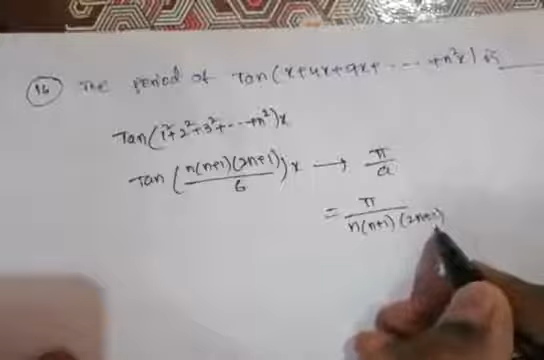 16 The period of Tan(x+4x+9x+ ---- +n²x) is ____
Tan(1²+2²+3²+---+n²)x
Tan (n(n+1)(2n+1)/6)x → π/a
= π/n(n+1)(2n+1)